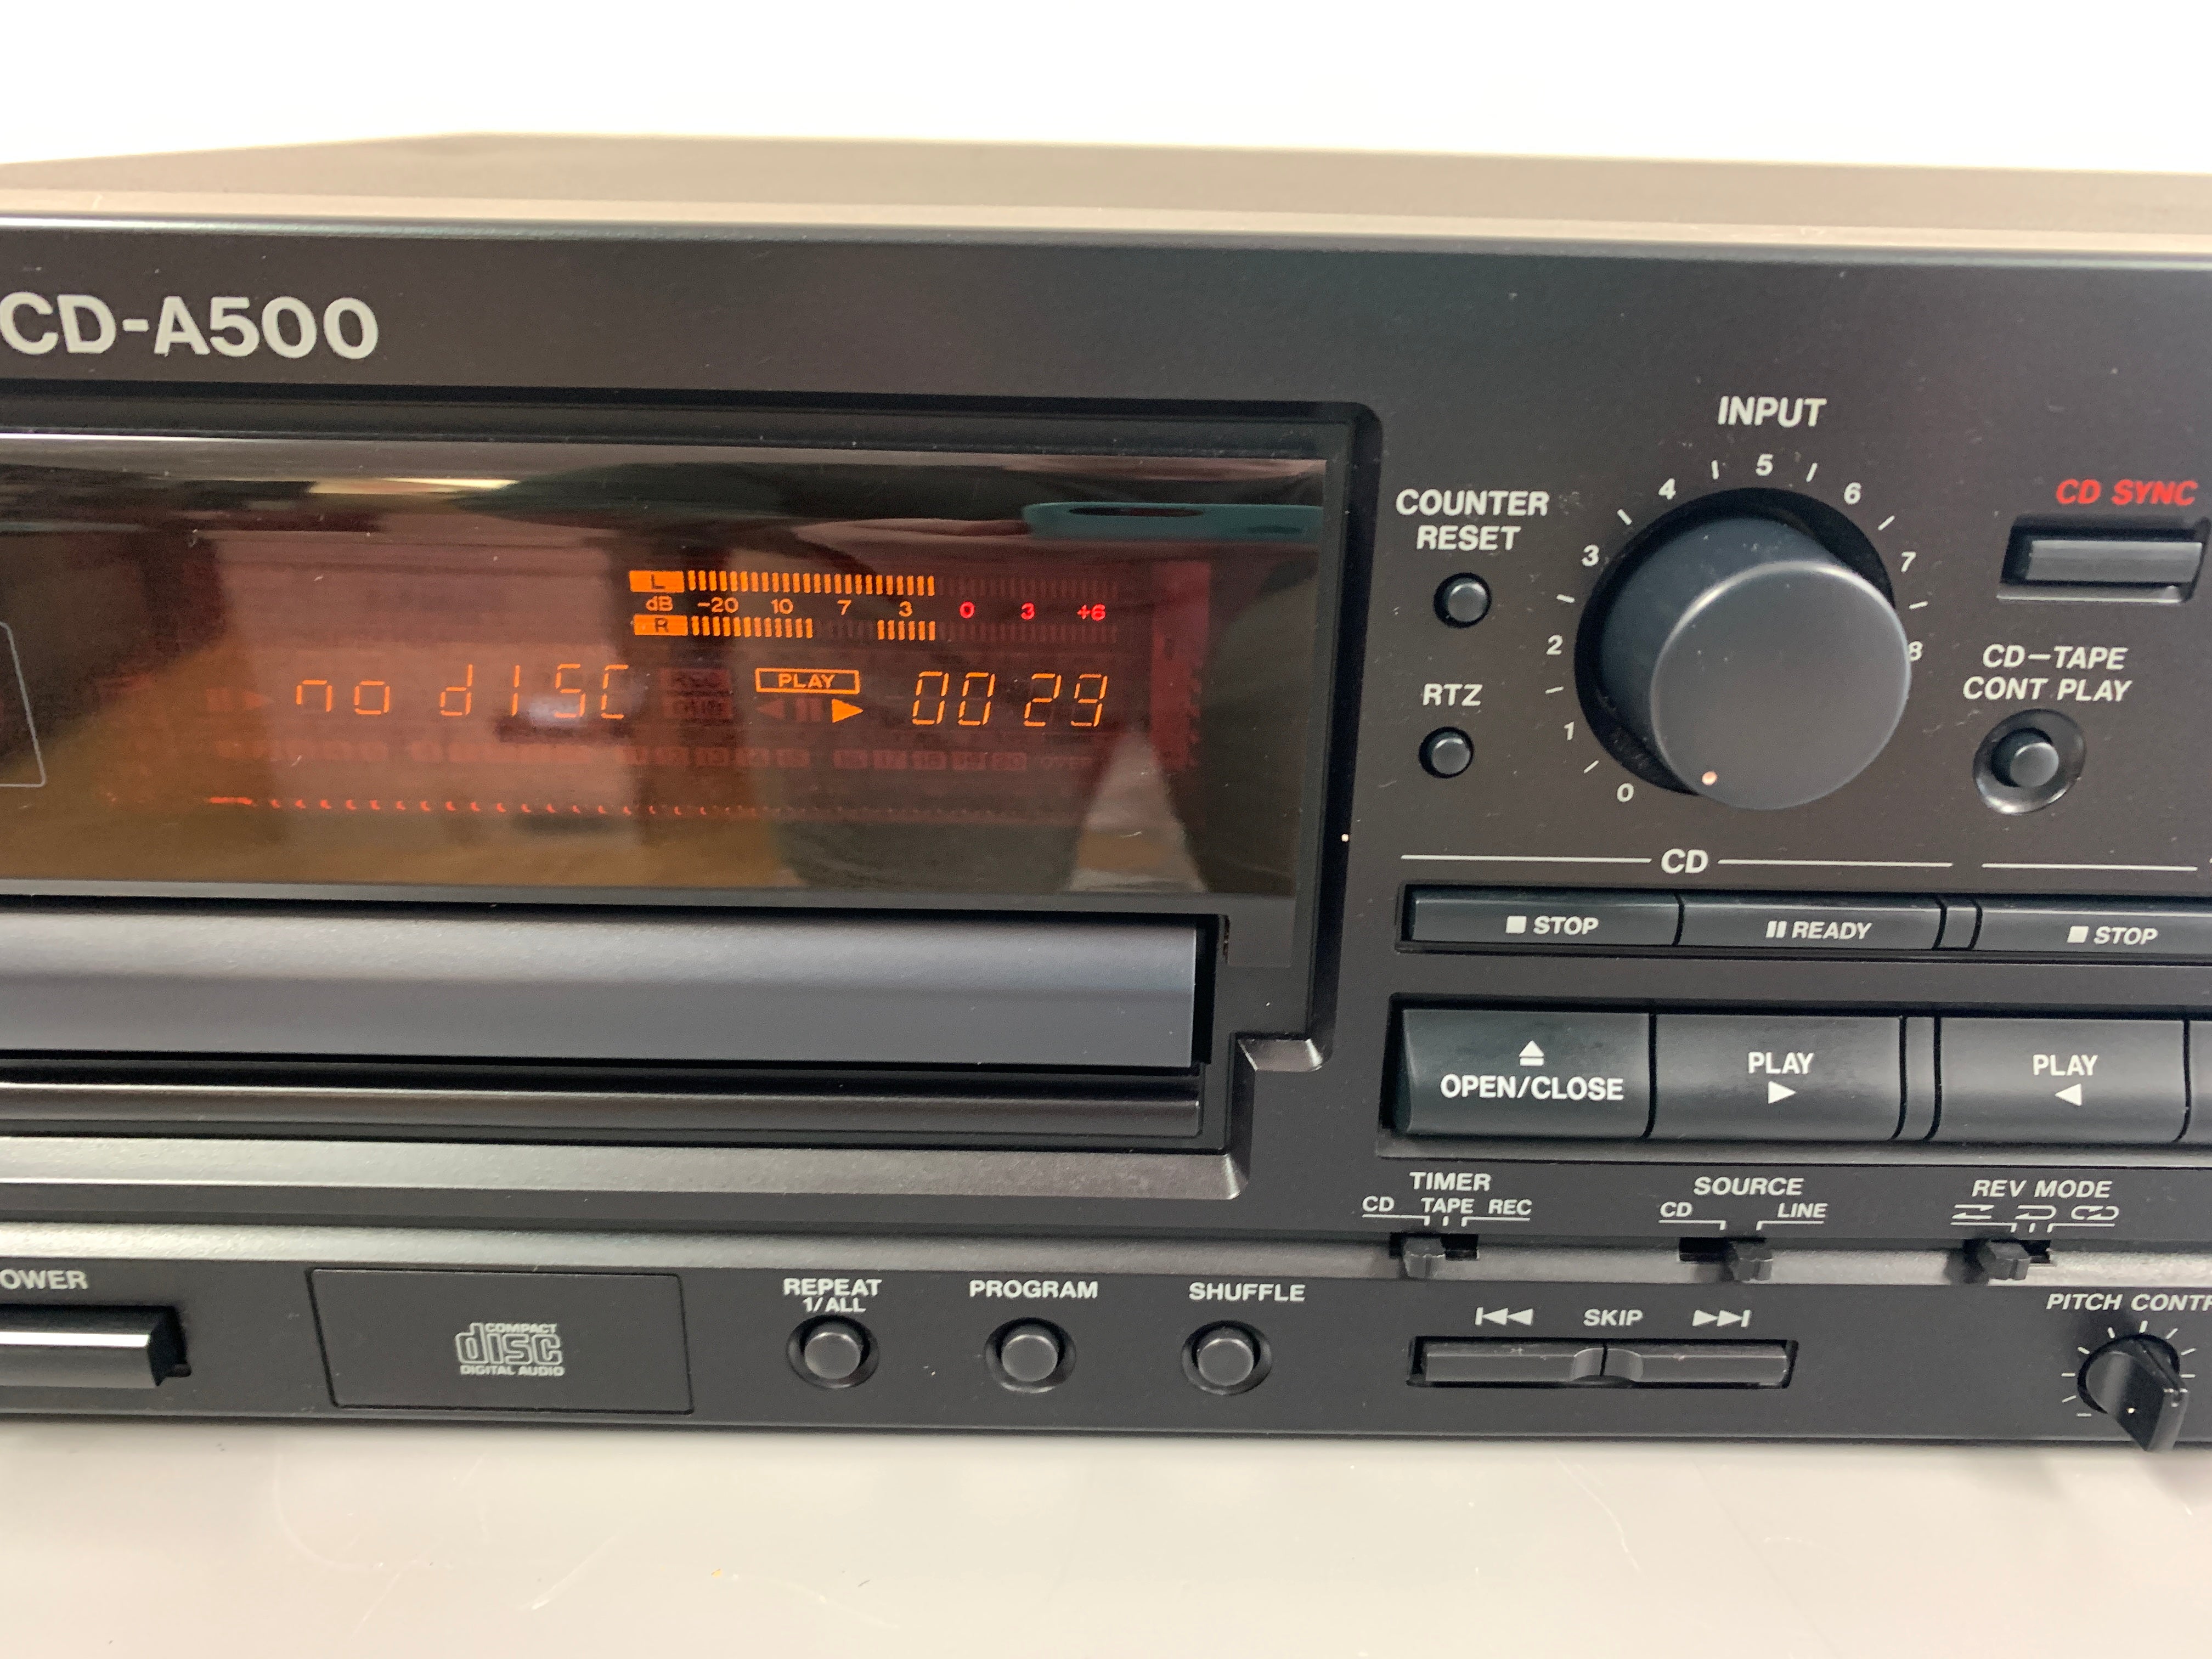 CD-A500
INPUT
4 5 6
3 7
2 8
1
0
COUNTER
RESET
RTZ
CD SYNC
CD-TAPE
CONT PLAY
L
dB -20 10 7 3 0 3 +6
R
no dISC PLAY 00 29
CD
STOP READY STOP
OPEN/CLOSE PLAY PLAY
TIMER
CD TAPE REC
SOURCE
CD LINE
REV MODE
OWER
COMPACT
disc
DIGITAL AUDIO
REPEAT
1/ALL
PROGRAM
SHUFFLE
SKIP
PITCH CONTR